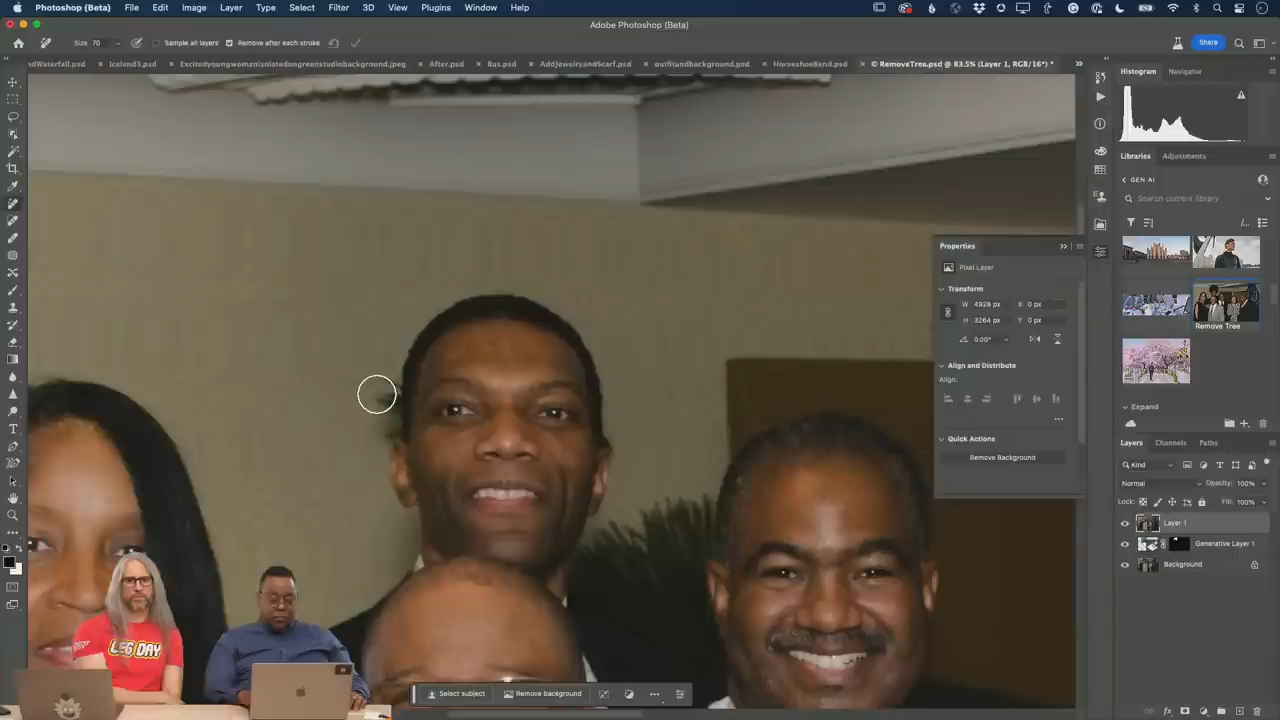 Photoshop (Beta) File Edit Image Layer Type Select Filter 3D View Plugins Window Help
Adobe Photoshop (Beta)
Size 70 Sample all layers Remove after each stroke Share
sdWaterfall.psd Iceland3.psd Excitedyoungwomanisolatedongreenstudiobackground.jpeg After.psd Bus.psd AddJewelryandScarf.psd outfitandbackground.psd HorseshoeBand.psd © RemoveTree.psd @ 83.5% (Layer 1, RGB/16*) *
Histogram Navigator
Libraries Adjustments
GEN AI
Search current library
Remove Tree
Expand
Properties
Pixel Layer
Transform
W 4928 px X 0 px
H 3264 px Y 0 px
0.00°
Align and Distribute
Align:
Quick Actions
Remove Background
Layers Channels Paths
Kind
Normal Opacity: 100%
Lock: Fill: 100%
Layer 1
Generative Layer 1
Background
LEG DAY
Select subject Remove background